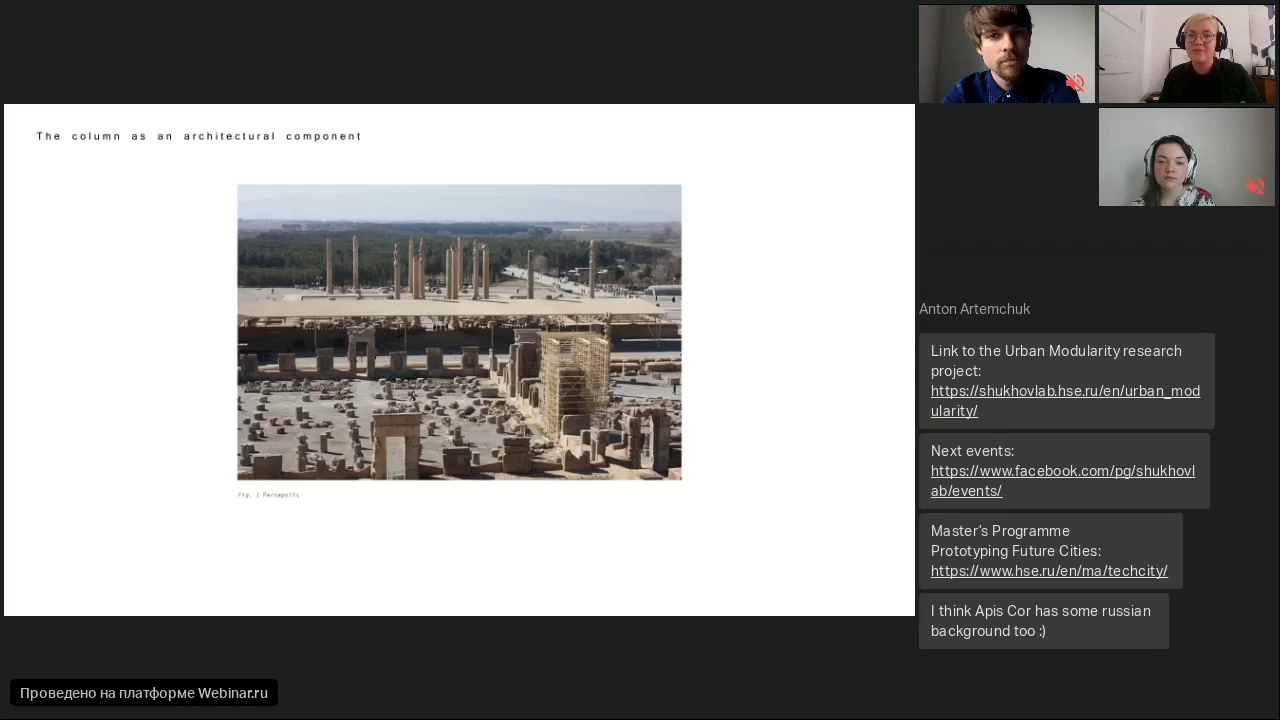 The column as an architectural component
Fig. 1 Persepolis
Anton Artemchuk
Link to the Urban Modularity research
project:
https://shukhovlab.hse.ru/en/urban_mod
ularity/
Next events:
https://www.facebook.com/pg/shukhovl
ab/events/
Master's Programme
Prototyping Future Cities:
https://www.hse.ru/en/ma/techcity/
I think Apis Cor has some russian
background too :)
Проведено на платформе Webinar.ru